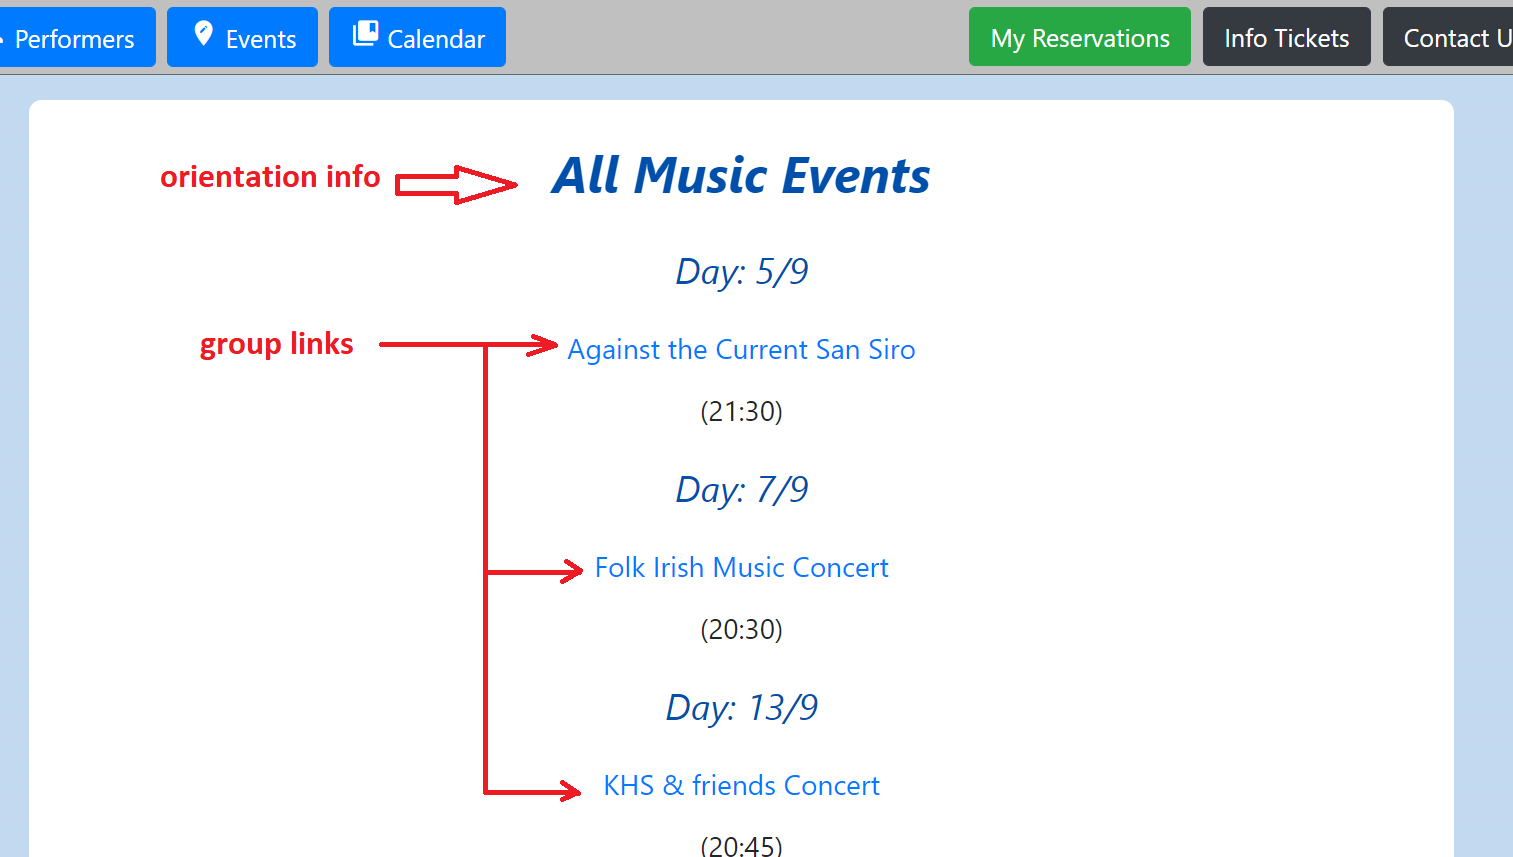 Performers Events Calendar My Reservations Info Tickets Contact U
orientation info All Music Events
Day: 5/9
group links Against the Current San Siro
(21:30)
Day: 7/9
Folk Irish Music Concert
(20:30)
Day: 13/9
KHS & friends Concert
(20:45)